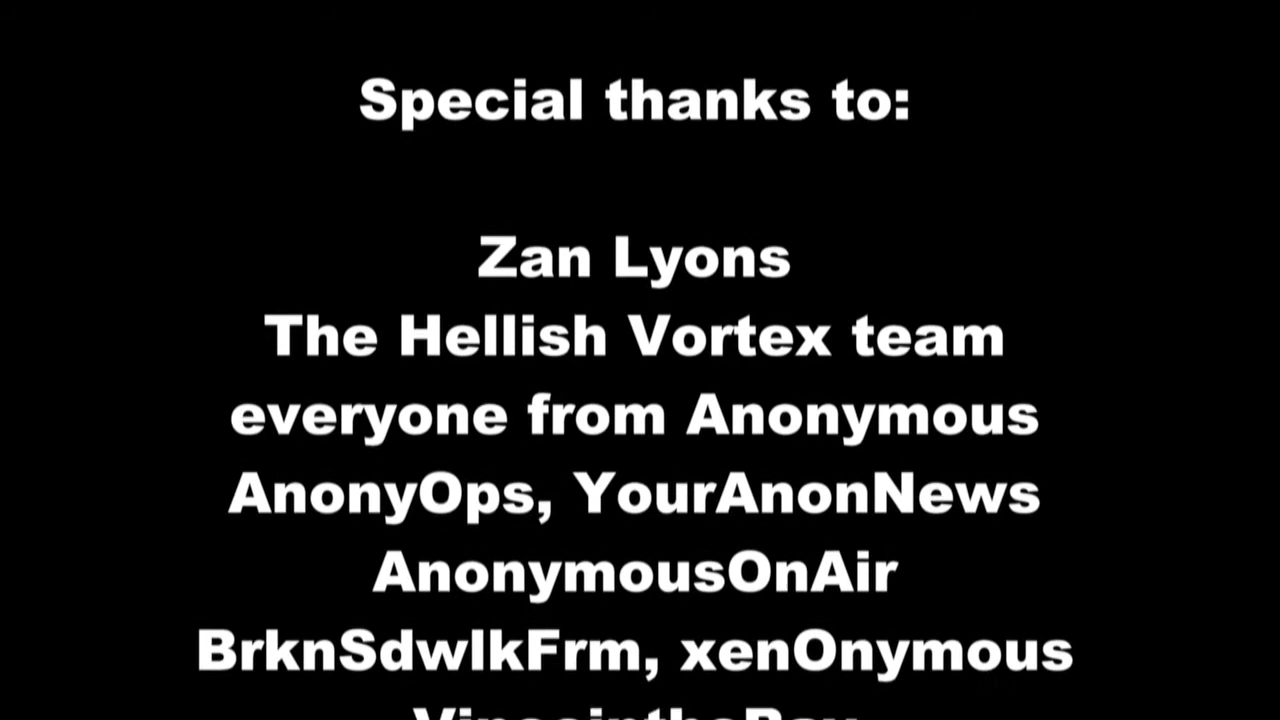 Special thanks to:
Zan Lyons
The Hellish Vortex team
everyone from Anonymous
AnonyOps, YourAnonNews
AnonymousOnAir
BrknSdwlkFrm, xenOnymous